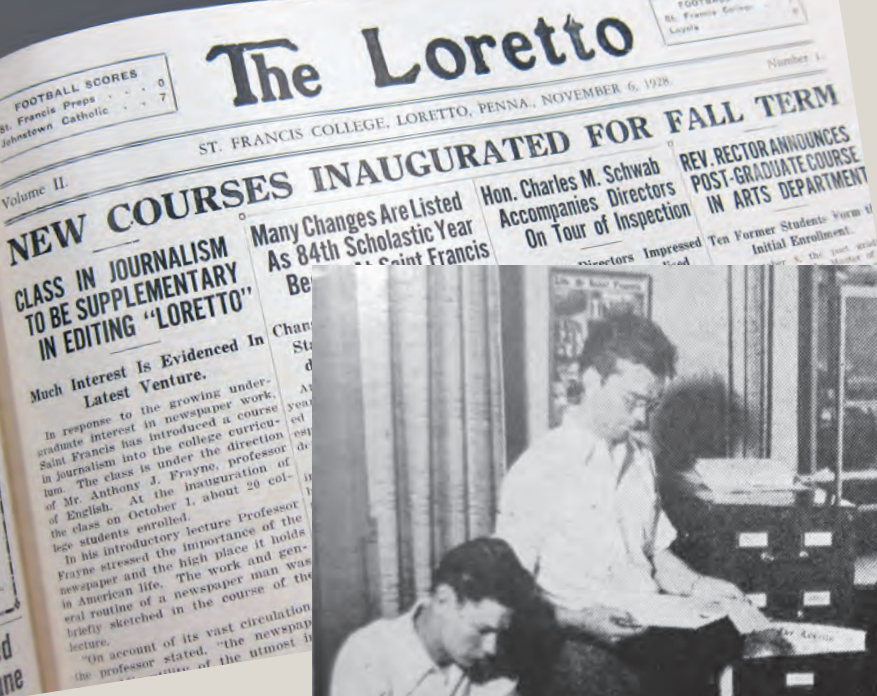 FOOTBALL SCORES
St. Francis Preps . . . 0
Johnstown Catholic . . 7
The Loretto
FOOTBALL
St. Francis College,
Loyola
ST. FRANCIS COLLEGE, LORETTO, PENNA., NOVEMBER 6, 1928.
Volume II.
Number 1.
NEW COURSES INAUGURATED FOR FALL TERM
CLASS IN JOURNALISM
TO BE SUPPLEMENTARY
IN EDITING “LORETTO”
Much Interest Is Evidenced In
Latest Venture.
In response to the growing under-
graduate interest in newspaper work,
Saint Francis has introduced a course
in journalism into the college curricu-
lum. The class is under the direction
of Mr. Anthony J. Frayne, professor
of English. At the inauguration of
the class on October 1, about 20 col-
lege students enrolled.
In his introductory lecture Professor
Frayne stressed the importance of the
newspaper and the high place it holds
in American life. The work and gen-
eral routine of a newspaper man was
briefly sketched in the course of the
lecture.
“On account of its vast circulation
the professor stated, “the newspap
of the utmost
Many Changes Are Listed
As 84th Scholastic Year
Be At Saint Francis
Hon. Charles M. Schwab
Accompanies Directors
On Tour of Inspection
Directors Impressed
REV. RECTOR ANNOUNCES
POST-GRADUATE COURSE
IN ARTS DEPARTMENT
Ten Former Students Form
Initial Enrollment.